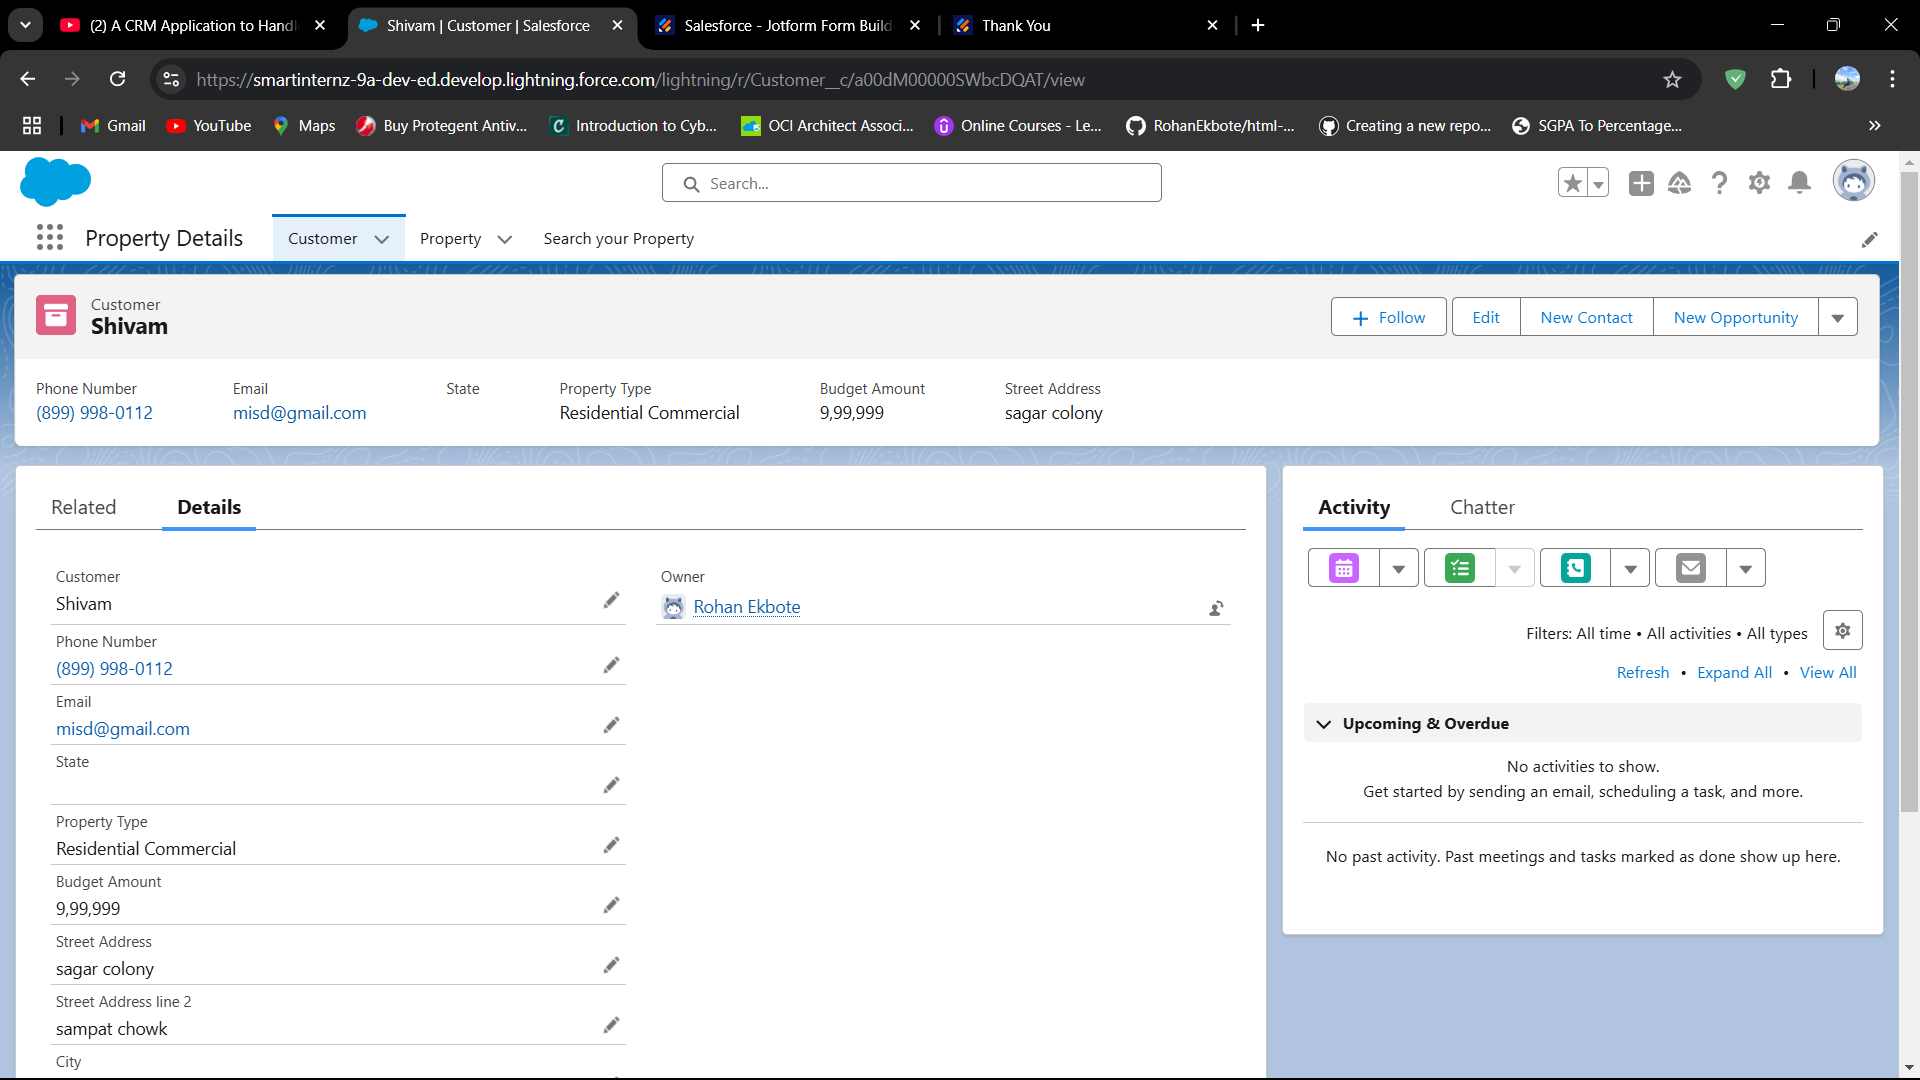 (2) A CRM Application to Handl
Shivam | Customer | Salesforce
Salesforce - Jotform Form Build
Thank You
https://smartinternz-9a-dev-ed.develop.lightning.force.com/lightning/r/Customer__c/a00dM00000SWbcDQAT/view
Gmail
YouTube
Maps
Buy Protegent Antiv...
Introduction to Cyb...
OCI Architect Associ...
Online Courses - Le...
RohanEkbote/html-...
Creating a new repo...
SGPA To Percentage...
Search...
Property Details
Customer
Property
Search your Property
Customer
Shivam
Follow
Edit
New Contact
New Opportunity
Phone Number
Email
State
Property Type
Budget Amount
Street Address
(899) 998-0112
misd@gmail.com
Residential Commercial
9,99,999
sagar colony
Related
Details
Customer
Shivam
Phone Number
(899) 998-0112
Email
misd@gmail.com
State
Property Type
Residential Commercial
Budget Amount
9,99,999
Street Address
sagar colony
Street Address line 2
sampat chowk
City
Owner
Rohan Ekbote
Activity
Chatter
Filters: All time • All activities • All types
Refresh • Expand All • View All
Upcoming & Overdue
No activities to show.
Get started by sending an email, scheduling a task, and more.
No past activity. Past meetings and tasks marked as done show up here.